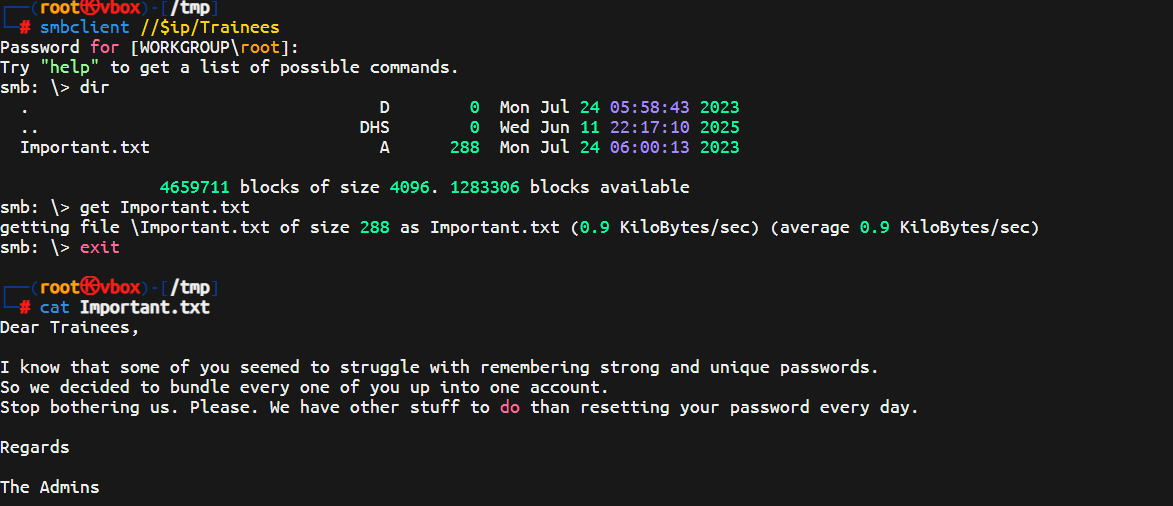 ┌──(root㉿vbox)-[/tmp]
└─# smbclient //$ip/Trainees
Password for [WORKGROUP\root]:
Try "help" to get a list of possible commands.
smb: \> dir
  .                                   D        0  Mon Jul 24 05:58:43 2023
  ..                                DHS        0  Wed Jun 11 22:17:10 2025
  Important.txt                       A      288  Mon Jul 24 06:00:13 2023
                4659711 blocks of size 4096. 1283306 blocks available
smb: \> get Important.txt
getting file \Important.txt of size 288 as Important.txt (0.9 KiloBytes/sec) (average 0.9 KiloBytes/sec)
smb: \> exit
┌──(root㉿vbox)-[/tmp]
└─# cat Important.txt
Dear Trainees,
I know that some of you seemed to struggle with remembering strong and unique passwords.
So we decided to bundle every one of you up into one account.
Stop bothering us. Please. We have other stuff to do than resetting your password every day.
Regards
The Admins